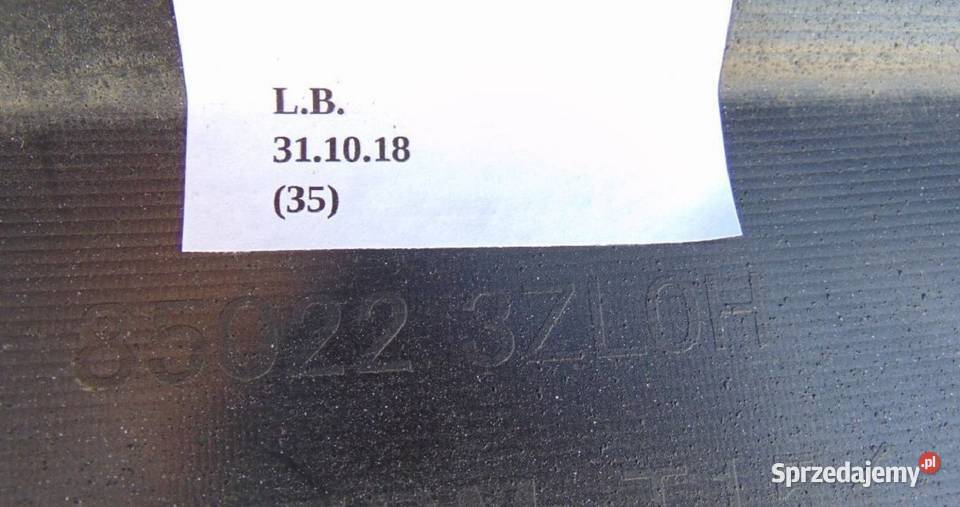 L.B.
31.10.18
(35)
85022 3ZL0H
Sprzedajemy.pl